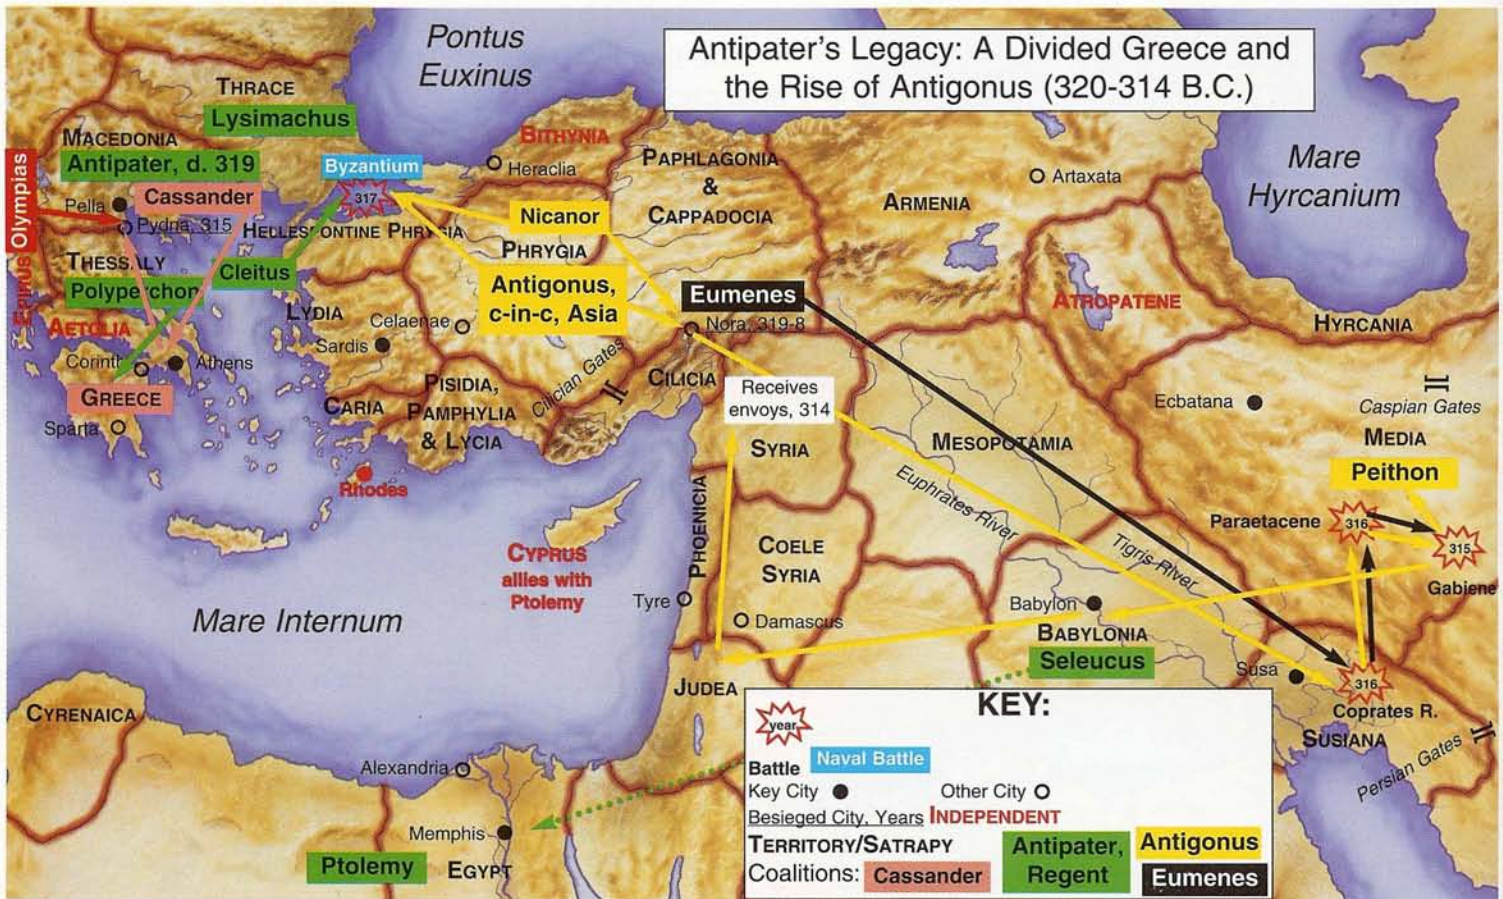 Antipater's Legacy: A Divided Greece and
the Rise of Antigonus (320-314 B.C.)
Pontus
Euxinus
Mare
Hyrcanium
THRACE
Lysimachus
MACEDONIA
Antipater, d. 319
Cassander
Olympias
EPIRUS
Pella
Pydna, 315
Byzantium
317
BITHYNIA
Heraclia
HELLESPONTINE PHRYGIA
PAPHLAGONIA
&
CAPPADOCIA
ARMENIA
Artaxata
Nicanor
PHRYGIA
THESSALY
Polyperchon
Cleitus
Antigonus,
c-in-c, Asia
Eumenes
Nora, 319-8
ATROPATENE
HYRCANIA
AETOLIA
LYDIA
Celaenae
Sardis
Corinth
Athens
GREECE
Sparta
CARIA
PISIDIA,
PAMPHYLIA
& LYCIA
Cilician Gates
CILICIA
Receives
envoys, 314
SYRIA
MESOPOTAMIA
Ecbatana
Caspian Gates
MEDIA
Peithon
Rhodes
Euphrates River
Tigris River
Paraetacene
316
315
Gabiene
PHOENICIA
COELE
SYRIA
CYPRUS
allies with
Ptolemy
Mare Internum
Tyre
Damascus
Babylon
BABYLONIA
Seleucus
Susa
316
Coprates R.
SUSIANA
Persian Gates
JUDEA
CYRENAICA
Alexandria
Memphis
Ptolemy
EGYPT
KEY:
year
Battle
Naval Battle
Key City
Other City
Besieged City, Years
INDEPENDENT
TERRITORY/SATRAPY
Coalitions:
Cassander
Antipater,
Regent
Antigonus
Eumenes